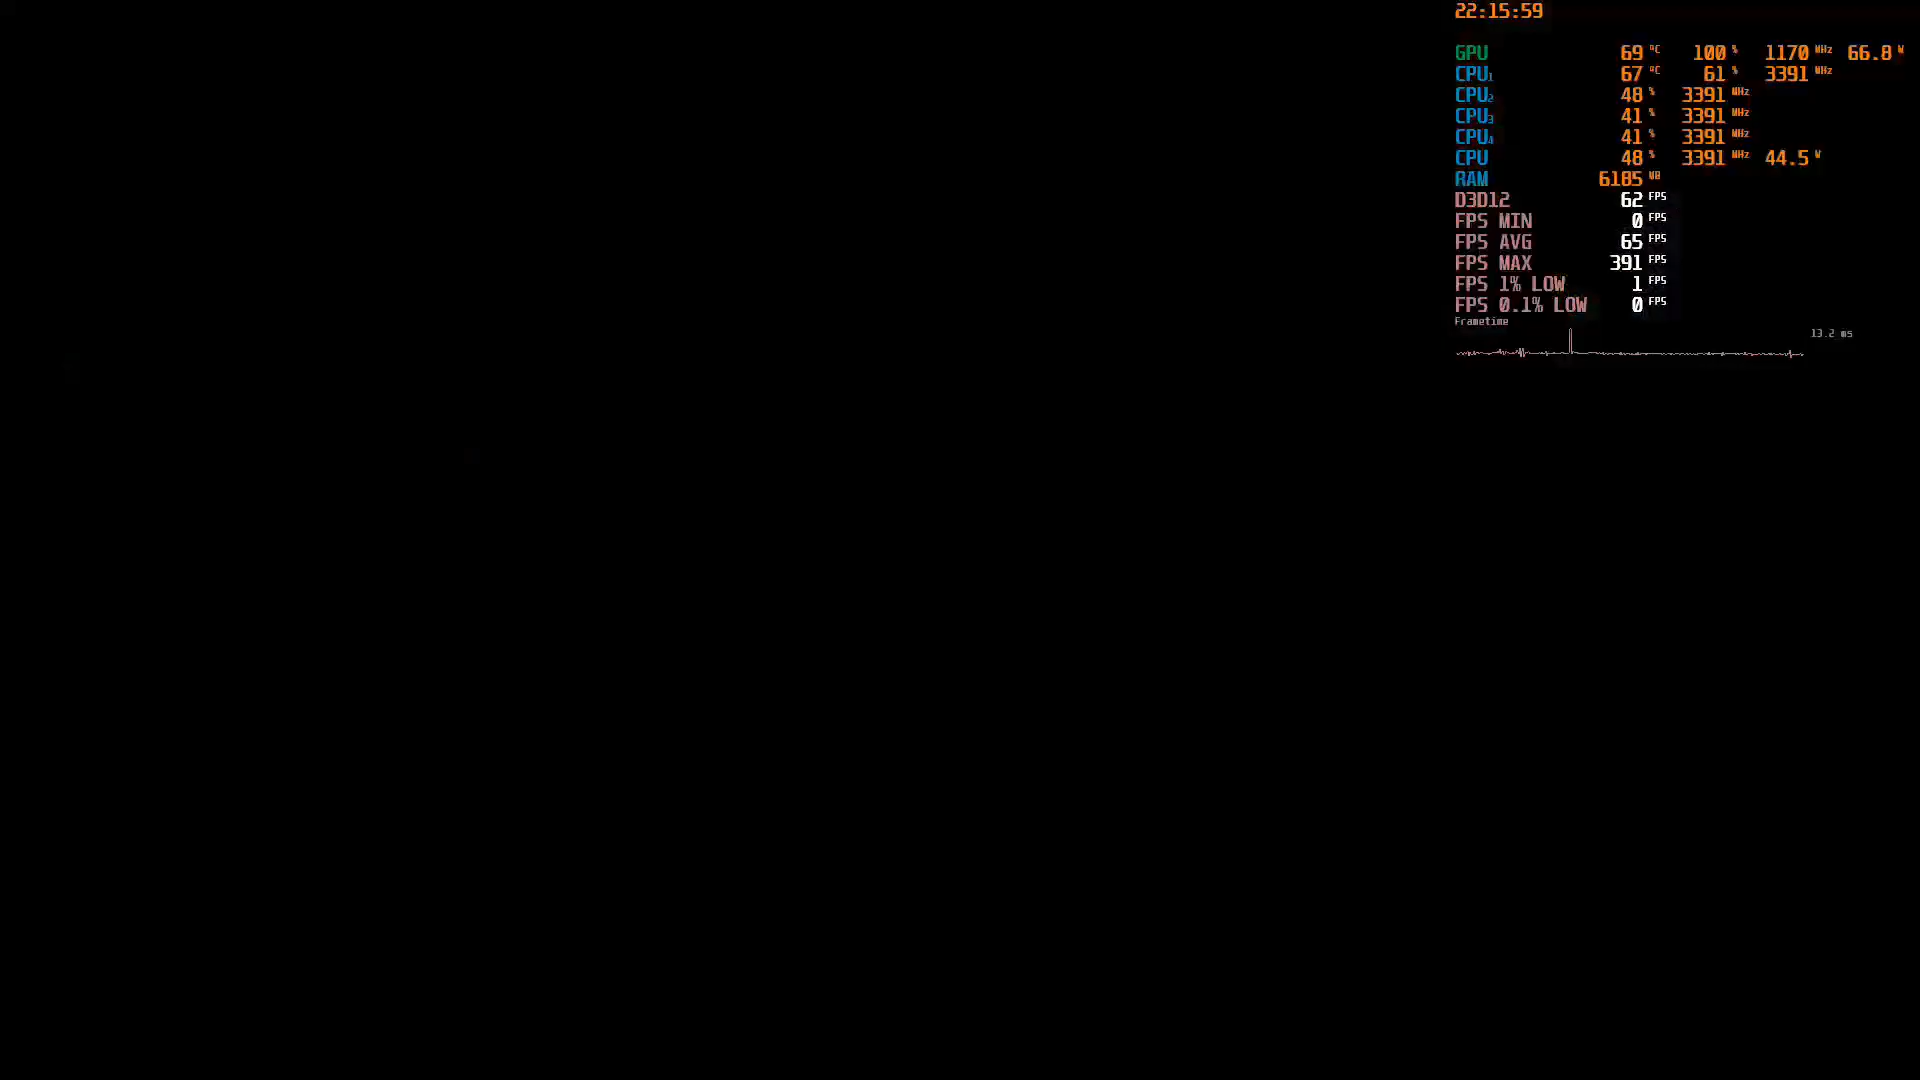 22:15:59
GPU 69 °C 100 % 1170 MHz 66.8 W
CPU1 67 °C 61 % 3391 MHz
CPU2 48 % 3391 MHz
CPU3 41 % 3391 MHz
CPU4 41 % 3391 MHz
CPU 48 % 3391 MHz 44.5 W
RAM 6185 MB
D3D12 62 FPS
FPS MIN 0 FPS
FPS AVG 65 FPS
FPS MAX 391 FPS
FPS 1% LOW 1 FPS
FPS 0.1% LOW 0 FPS
Frametime
13.2 ms